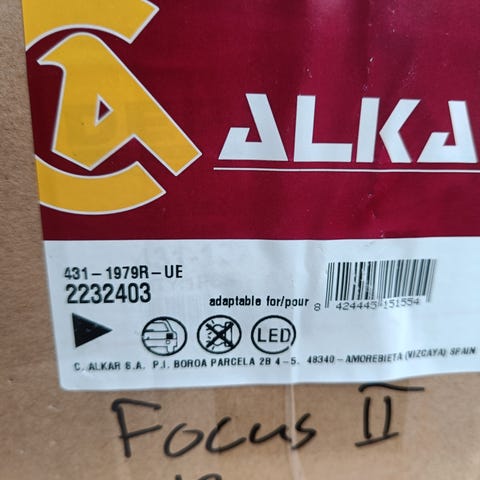 ALKA
431-1979R-UE
2232403
adaptable for/pour
8 424445 151554
LED
C. ALKAR S.A. P.I. BOROA PARCELA 2B 4-5. 48340-AMOREBIETA (VIZCAYA) SPAIN
Focus II